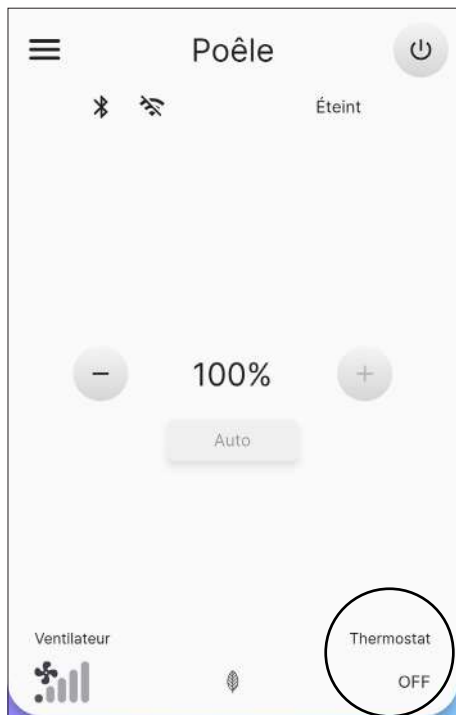 Poêle
Éteint
- 100% +
Auto
Ventilateur Thermostat
OFF